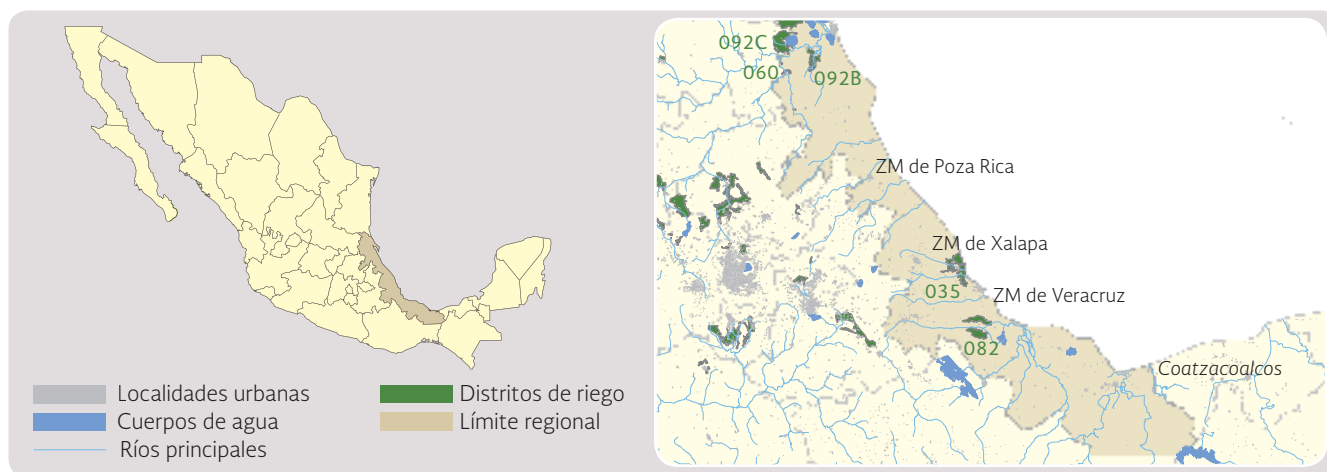 Localidades urbanas
Cuerpos de agua
Ríos principales
Distritos de riego
Límite regional
092C
060
092B
ZM de Poza Rica
ZM de Xalapa
035
ZM de Veracruz
082
Coatzacoalcos